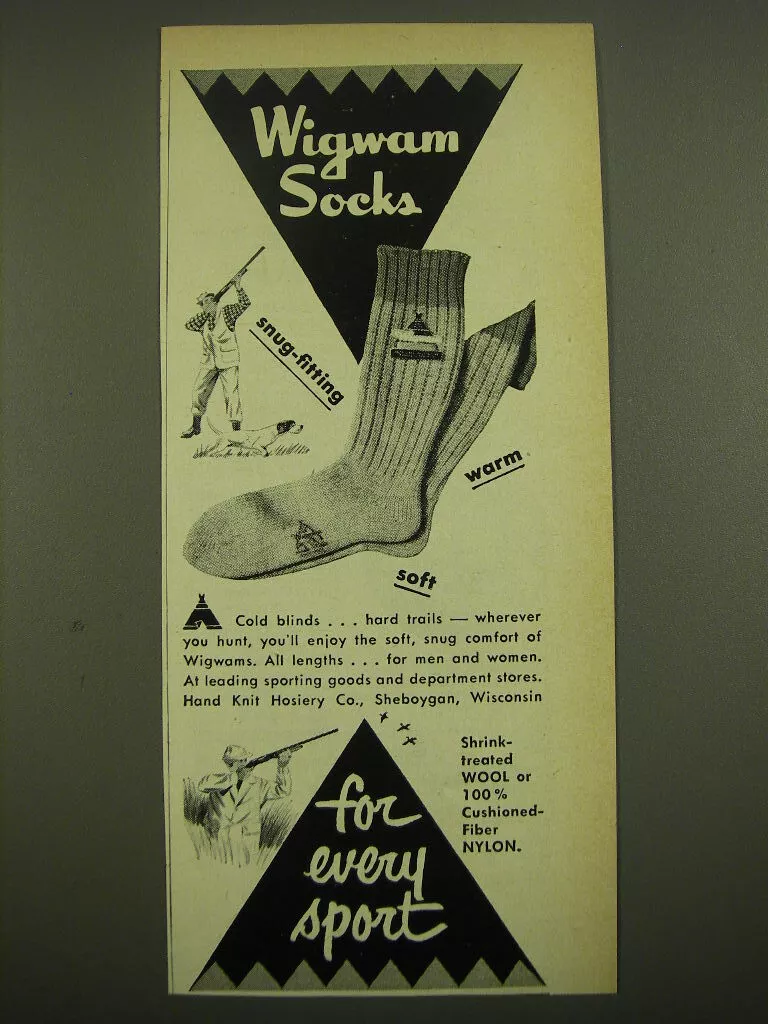 Wigwam
Socks
snug-fitting
warm
soft
Cold blinds . . . hard trails — wherever
you hunt, you'll enjoy the soft, snug comfort of
Wigwams. All lengths . . . for men and women.
At leading sporting goods and department stores.
Hand Knit Hosiery Co., Sheboygan, Wisconsin
Shrink-
treated
WOOL or
100%
Cushioned-
Fiber
NYLON.
for
every
sport